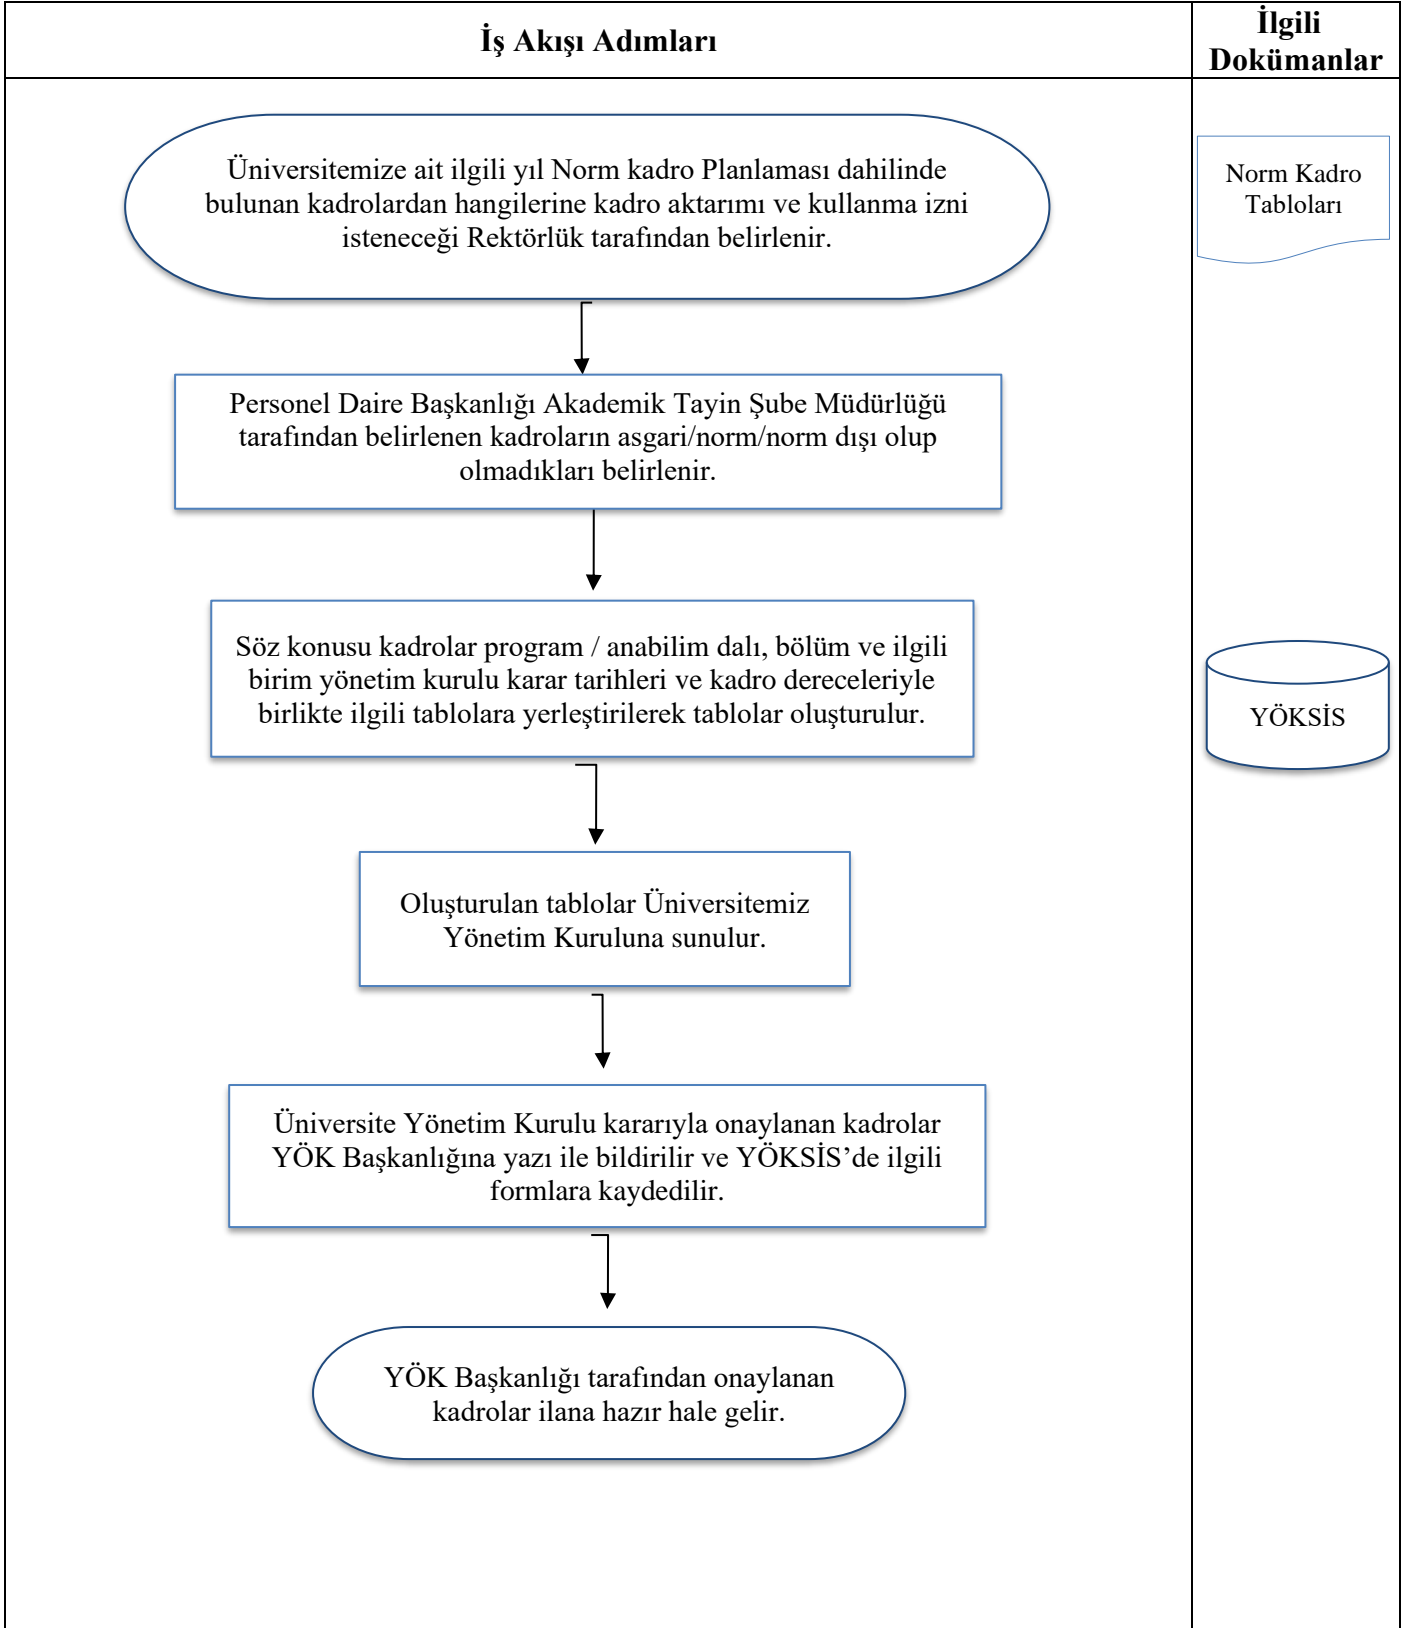 İş Akışı Adımları
İlgili
Dokümanlar
Üniversitemize ait ilgili yıl Norm kadro Planlaması dahilinde
bulunan kadrolardan hangilerine kadro aktarımı ve kullanma izni
isteneceği Rektörlük tarafından belirlenir.
Norm Kadro
Tabloları
Personel Daire Başkanlığı Akademik Tayin Şube Müdürlüğü
tarafından belirlenen kadroların asgari/norm/norm dışı olup
olmadıkları belirlenir.
Söz konusu kadrolar program / anabilim dalı, bölüm ve ilgili
birim yönetim kurulu karar tarihleri ve kadro dereceleriyle
birlikte ilgili tablolara yerleştirilerek tablolar oluşturulur.
YÖKSİS
Oluşturulan tablolar Üniversitemiz
Yönetim Kuruluna sunulur.
Üniversite Yönetim Kurulu kararıyla onaylanan kadrolar
YÖK Başkanlığına yazı ile bildirilir ve YÖKSİS’de ilgili
formlara kaydedilir.
YÖK Başkanlığı tarafından onaylanan
kadrolar ilana hazır hale gelir.